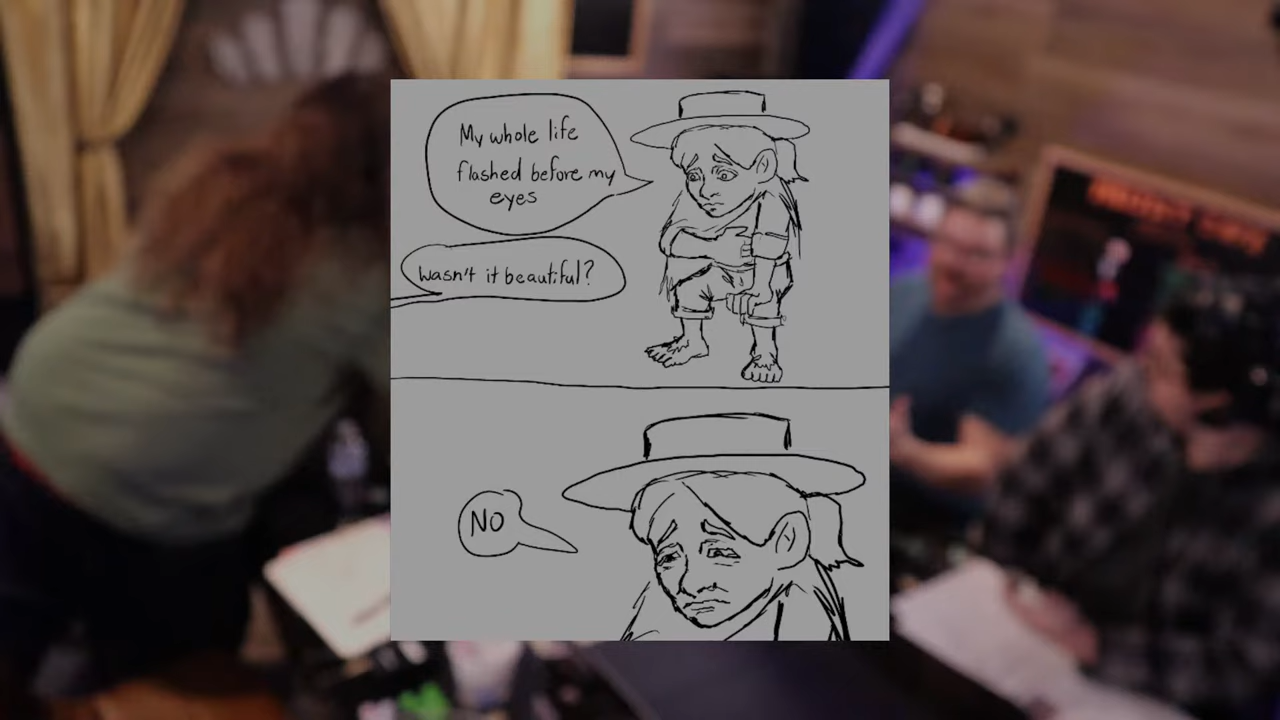 My whole life
flashed before my
eyes
wasn't it beautiful?
NO